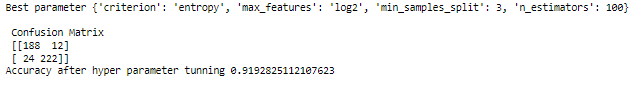 Best parameter {'criterion': 'entropy', 'max_features': 'log2', 'min_samples_split': 3, 'n_estimators': 100}
Confusion Matrix
[[188 12]
[ 24 222]]
Accuracy after hyper parameter tunning 0.9192825112107623